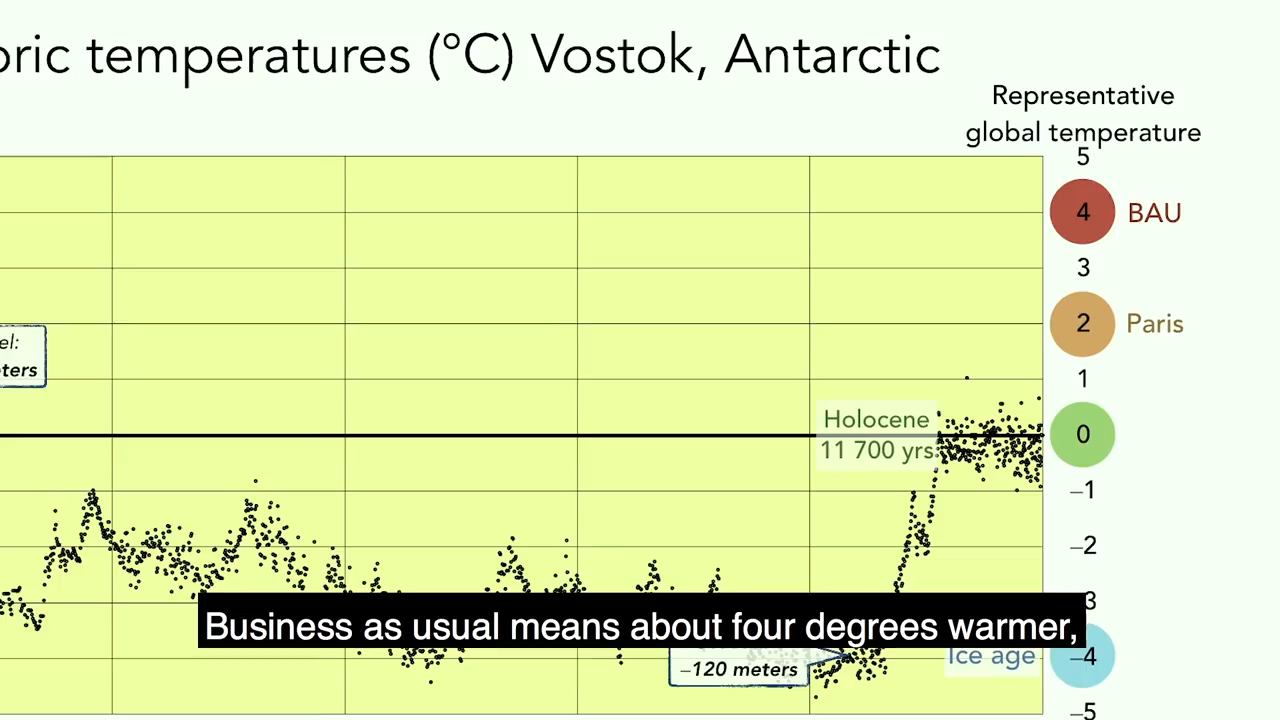 oric temperatures (°C) Vostok, Antarctic
Representative
global temperature
5
4 BAU
3
el:
2 Paris
ters
1
Holocene
0
11 700 yrs
–1
–2
3
Business as usual means about four degrees warmer,
Ice age –4
–120 meters
–5